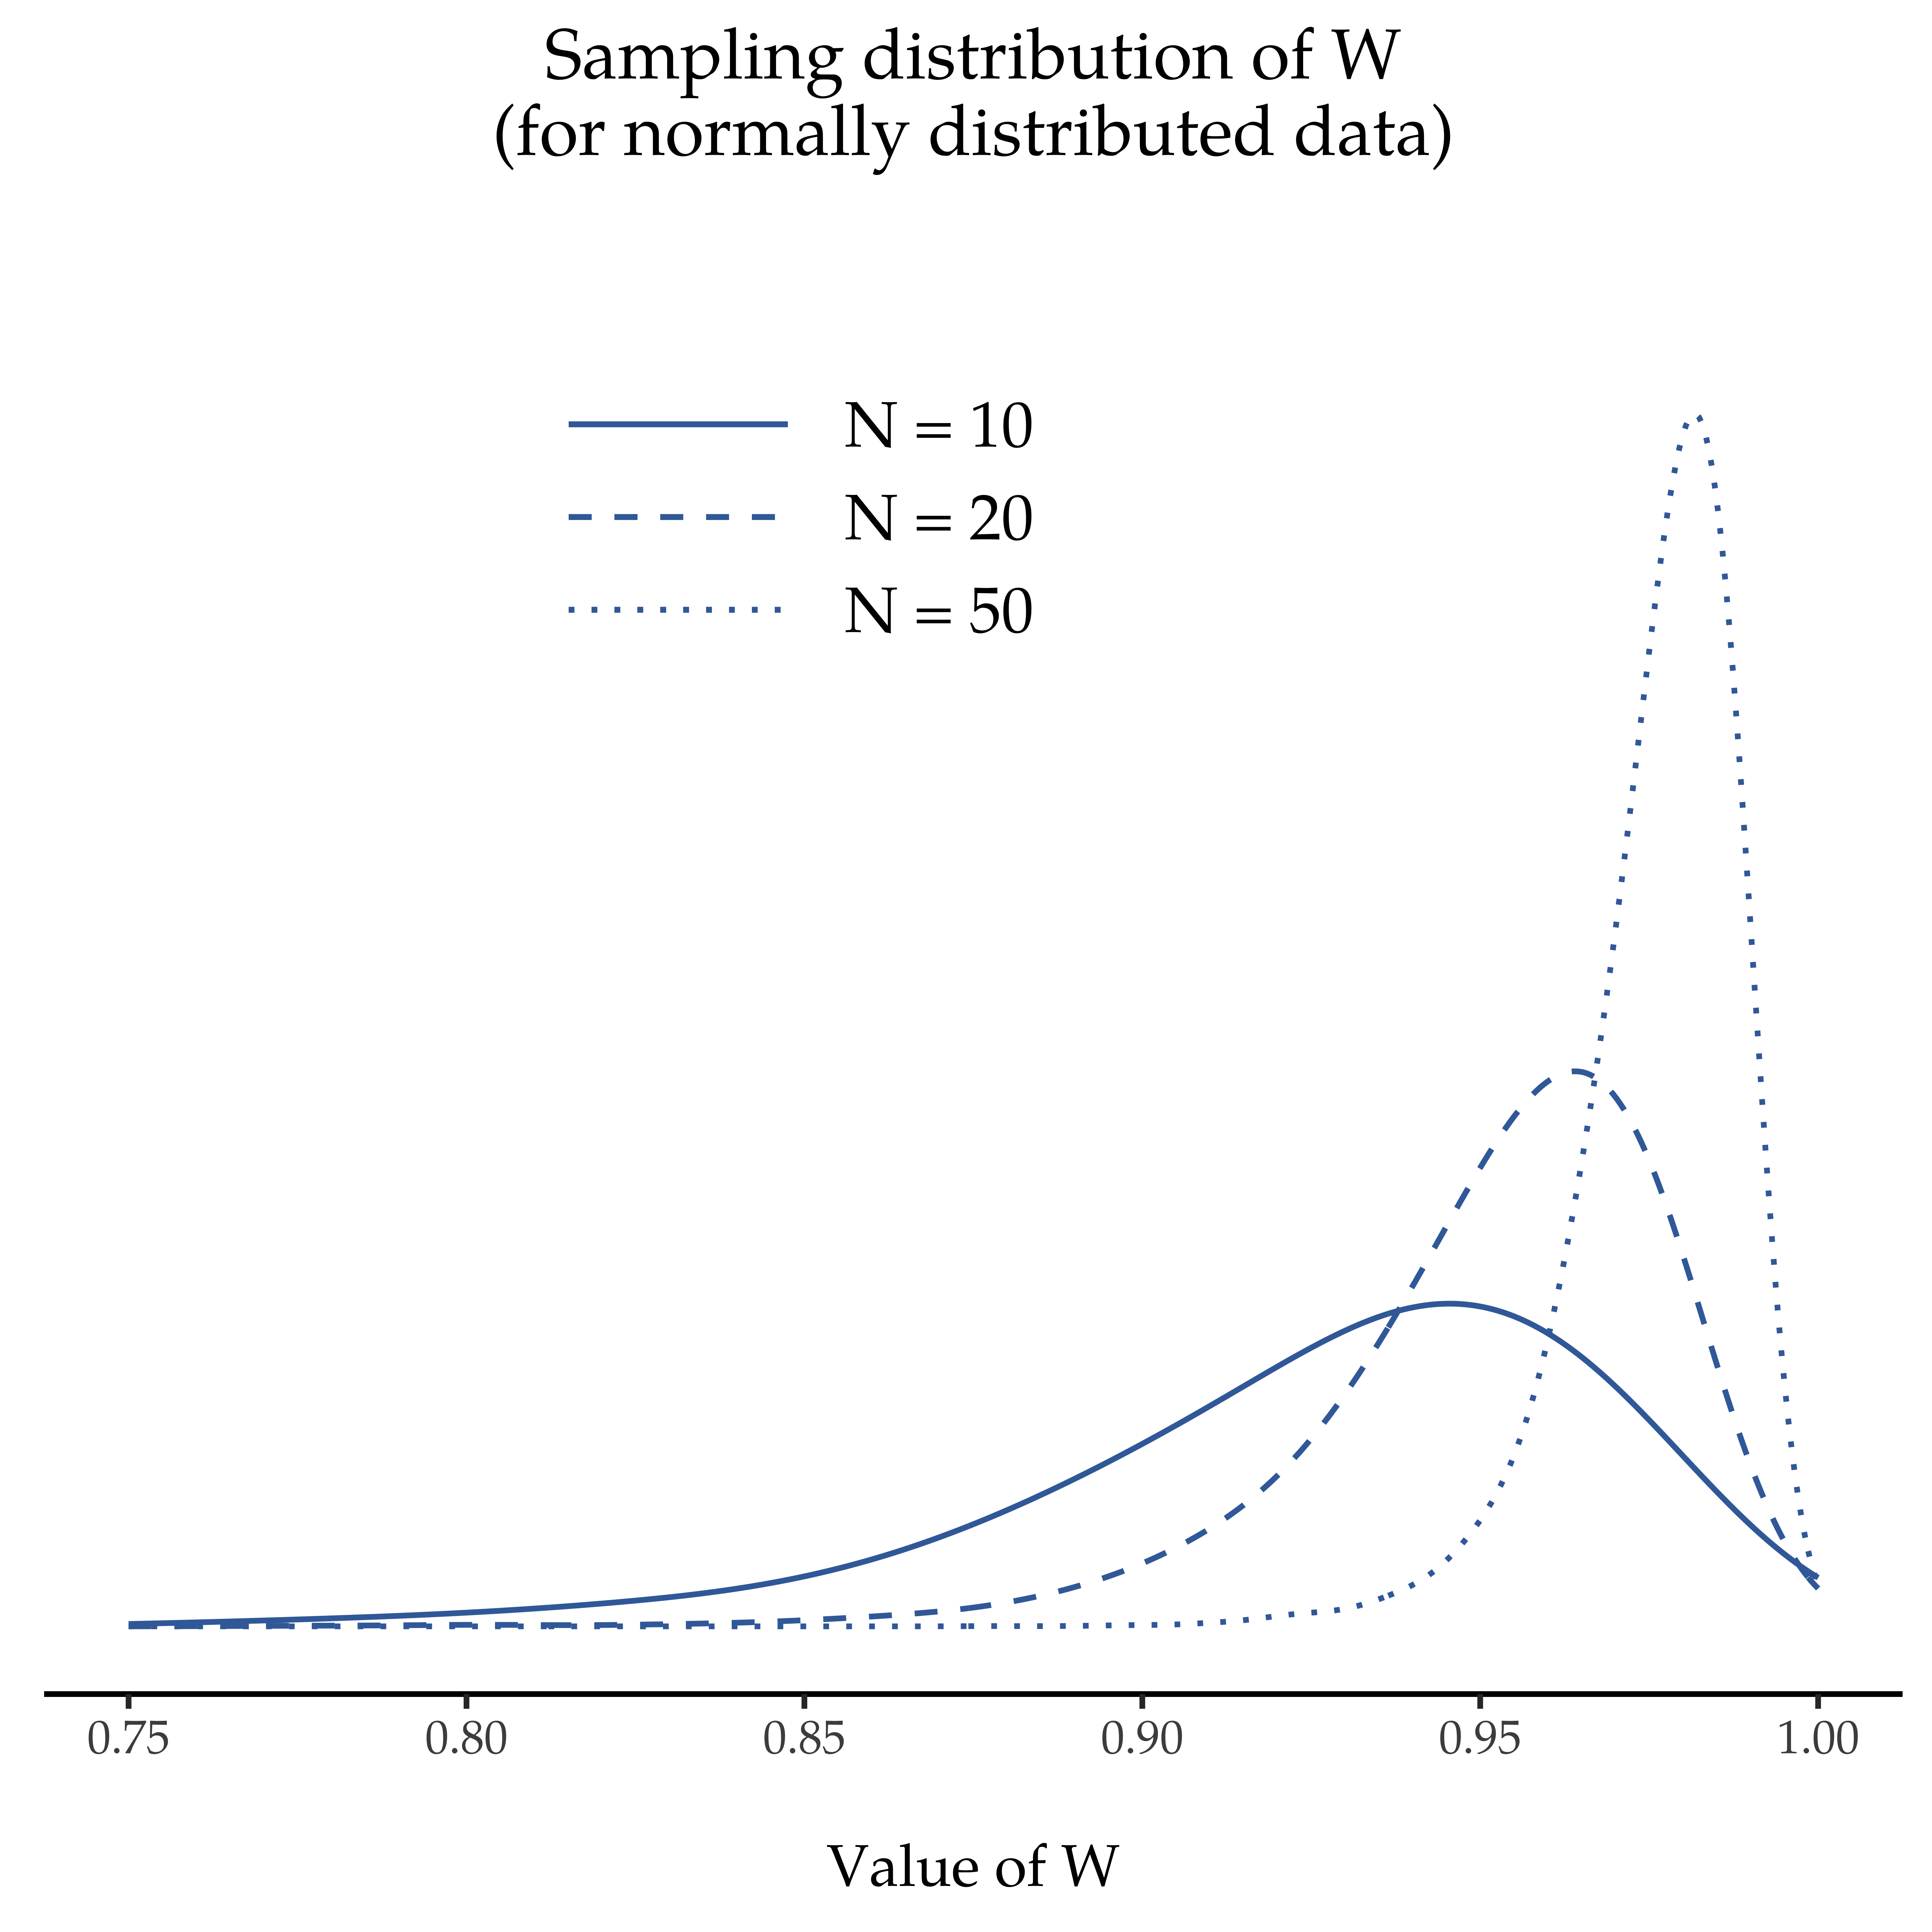 Sampling distribution of W
(for normally distributed data)
N = 10
N = 20
N = 50
0.75 0.80 0.85 0.90 0.95 1.00
Value of W